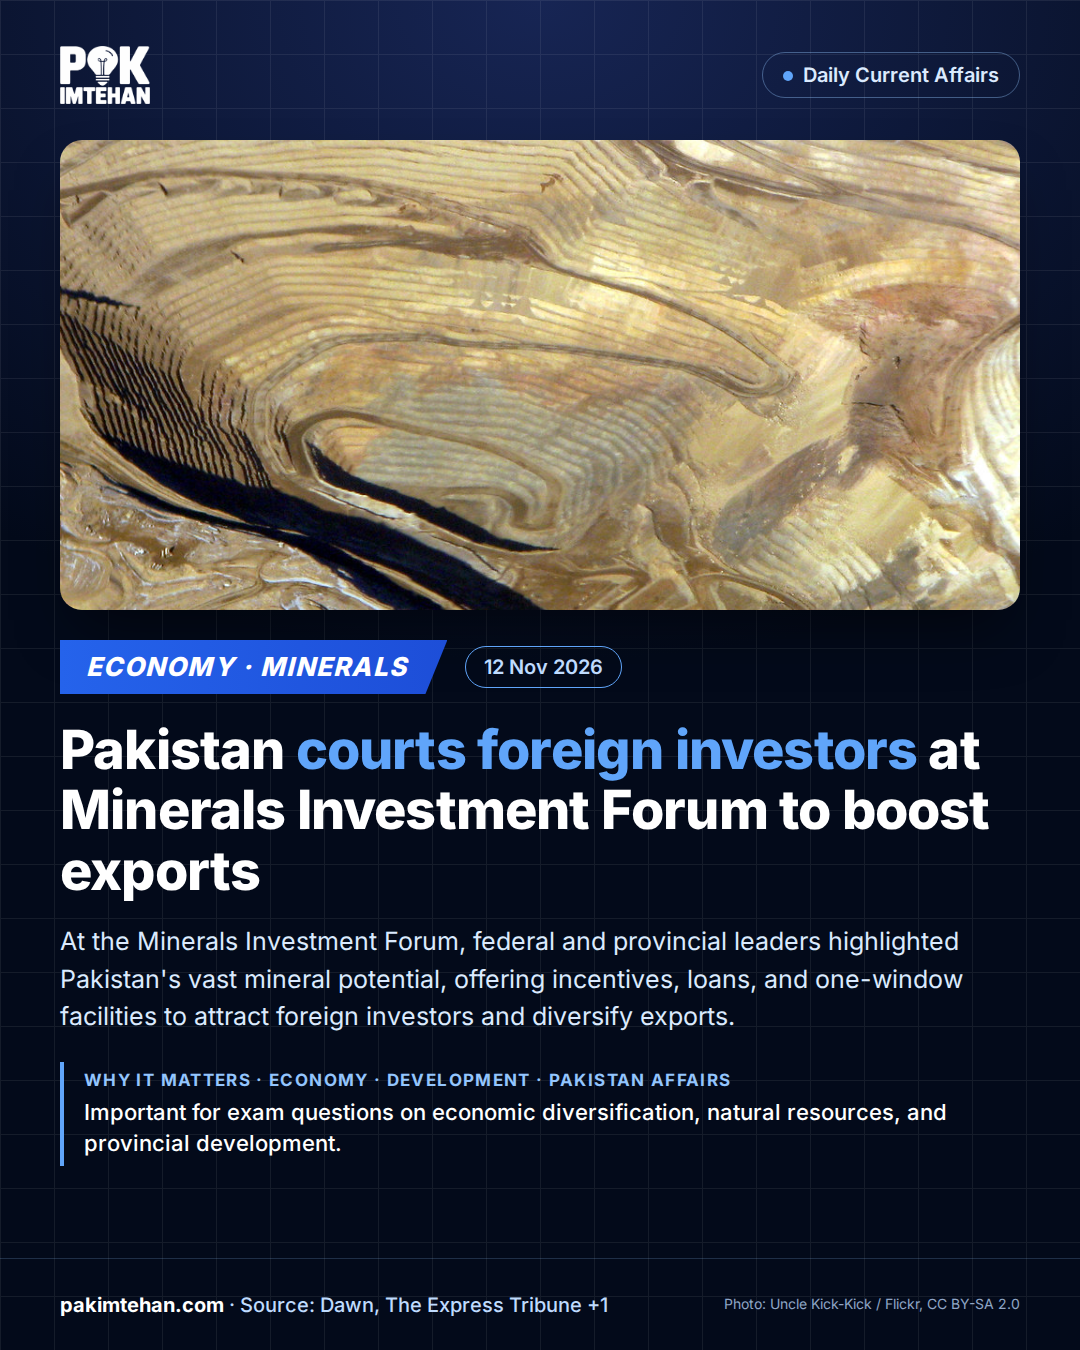 PAK
IMTEHAN
Daily Current Affairs
ECONOMY · MINERALS
12 Nov 2026
Pakistan courts foreign investors at
Minerals Investment Forum to boost
exports
At the Minerals Investment Forum, federal and provincial leaders highlighted
Pakistan's vast mineral potential, offering incentives, loans, and one-window
facilities to attract foreign investors and diversify exports.
WHY IT MATTERS · ECONOMY · DEVELOPMENT · PAKISTAN AFFAIRS
Important for exam questions on economic diversification, natural resources, and
provincial development.
pakimtehan.com · Source: Dawn, The Express Tribune +1
Photo: Uncle Kick-Kick / Flickr, CC BY-SA 2.0